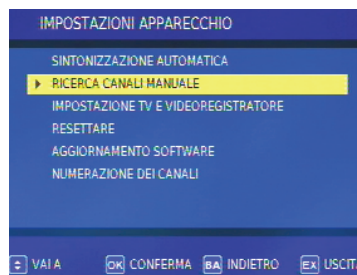 IMPOSTAZIONI APPARECCHIO
SINTONIZZAZIONE AUTOMATICA
RICERCA CANALI MANUALE
IMPOSTAZIONE TV E VIDEOREGISTRATORE
RESETTARE
AGGIORNAMENTO SOFTWARE
NUMERAZIONE DEI CANALI
VAI A OK CONFERMA BA INDIETRO EX USCIT